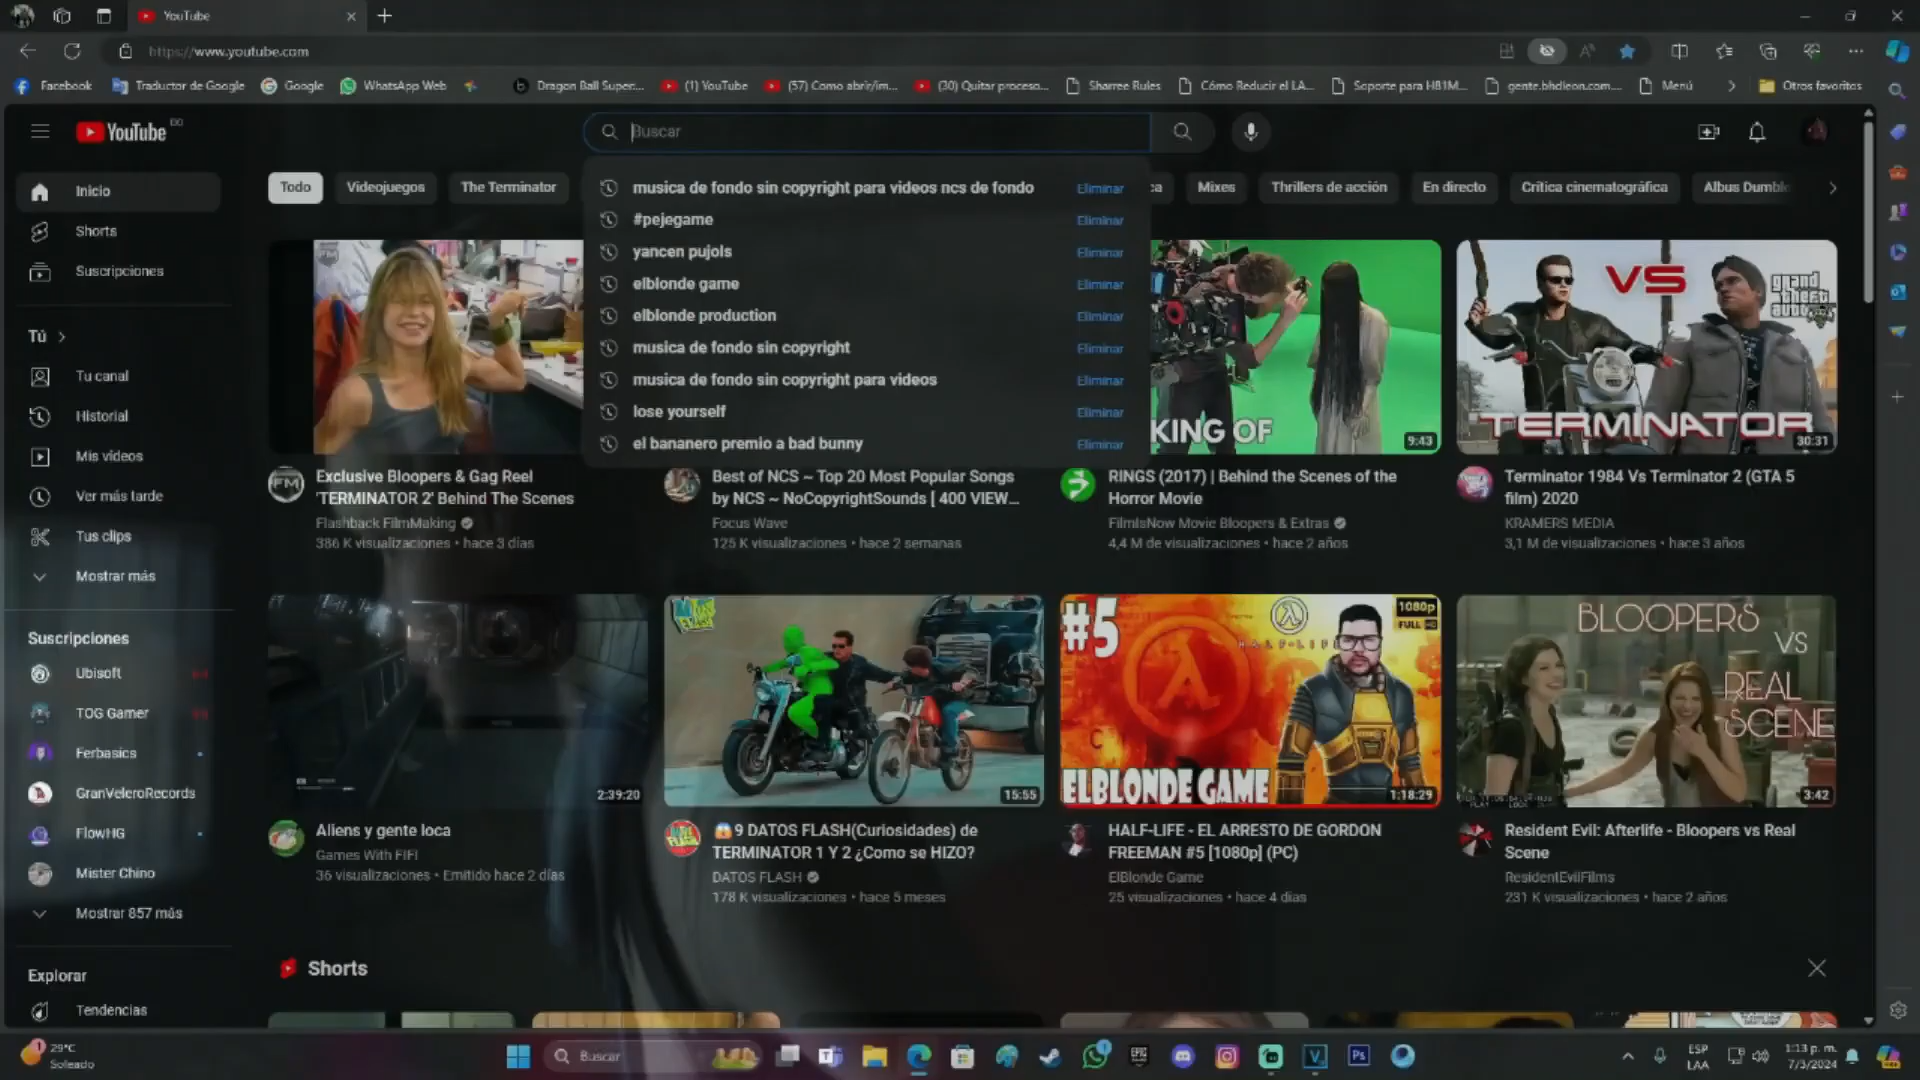 YouTube
https://www.youtube.com
Facebook
Traductor de Google
Google
WhatsApp Web
Dragon Ball Super:...
(1) YouTube
(57) Como abrir/im...
(30) Quitar proceso...
Sharree Rules
Cómo Reducir el LA...
Soporte para H81M...
gente.bhdleon.com....
Menú
Otros favoritos
YouTube DO
Buscar
Inicio
Shorts
Suscripciones
Tú
Tu canal
Historial
Mis videos
Ver más tarde
Tus clips
Mostrar más
Suscripciones
Ubisoft
TOG Gamer
Ferbasics
GranVeleroRecords
FlowHG
Mister Chino
Mostrar 857 más
Explorar
Tendencias
Todo
Videojuegos
The Terminator
Mixes
Thrillers de acción
En directo
Crítica cinematográfica
Albus Dumbl
musica de fondo sin copyright para videos ncs de fondo Eliminar
#pejegame Eliminar
yancen pujols Eliminar
elblonde game Eliminar
elblonde production Eliminar
musica de fondo sin copyright Eliminar
musica de fondo sin copyright para videos Eliminar
lose yourself Eliminar
el bananero premio a bad bunny Eliminar
FM
KING OF
9:43
VS
grand
theft
auto V
TERMINATOR
30:31
FM
Exclusive Bloopers & Gag Reel
'TERMINATOR 2' Behind The Scenes
Flashback FilmMaking
386 K visualizaciones • hace 3 días
Best of NCS ~ Top 20 Most Popular Songs
by NCS ~ NoCopyrightSounds [ 400 VIEW...
Focus Wave
125 K visualizaciones • hace 2 semanas
RINGS (2017) | Behind the Scenes of the
Horror Movie
FilmIsNow Movie Bloopers & Extras
4,4 M de visualizaciones • hace 2 años
Terminator 1984 Vs Terminator 2 (GTA 5
film) 2020
KRAMERS MEDIA
3,1 M de visualizaciones • hace 3 años
2:39:20
15:55
#5
HALF-LIFE
1080p
FULL HD
ELBLONDE GAME
1:18:29
BLOOPERS
VS
REAL
SCENE
3:42
Aliens y gente loca
Games With FIFI
36 visualizaciones • Emitido hace 2 días
😱9 DATOS FLASH(Curiosidades) de
TERMINATOR 1 Y 2 ¿Como se HIZO?
DATOS FLASH
178 K visualizaciones • hace 5 meses
HALF-LIFE - EL ARRESTO DE GORDON
FREEMAN #5 [1080p] (PC)
ElBlonde Game
25 visualizaciones • hace 4 días
Resident Evil: Afterlife - Bloopers vs Real
Scene
ResidentEvilFilms
231 K visualizaciones • hace 2 años
Shorts
29°C
Soleado
Buscar
EPIC
Ps
ESP
LAA
1:13 p. m.
7/3/2024